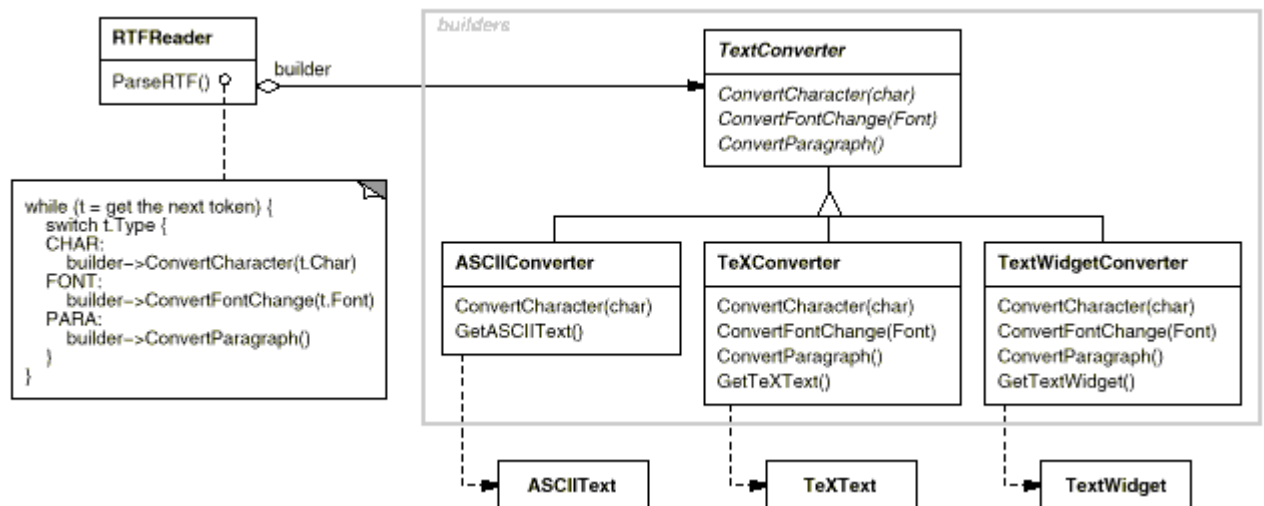 RTFReader
ParseRTF()
builder
builders
TextConverter
ConvertCharacter(char)
ConvertFontChange(Font)
ConvertParagraph()
while (t = get the next token) {
switch t.Type {
CHAR:
builder->ConvertCharacter(t.Char)
FONT:
builder->ConvertFontChange(t.Font)
PARA:
builder->ConvertParagraph()
}
}
ASCIIConverter
ConvertCharacter(char)
GetASCIIText()
TeXConverter
ConvertCharacter(char)
ConvertFontChange(Font)
ConvertParagraph()
GetTeXText()
TextWidgetConverter
ConvertCharacter(char)
ConvertFontChange(Font)
ConvertParagraph()
GetTextWidget()
ASCIIText
TeXText
TextWidget